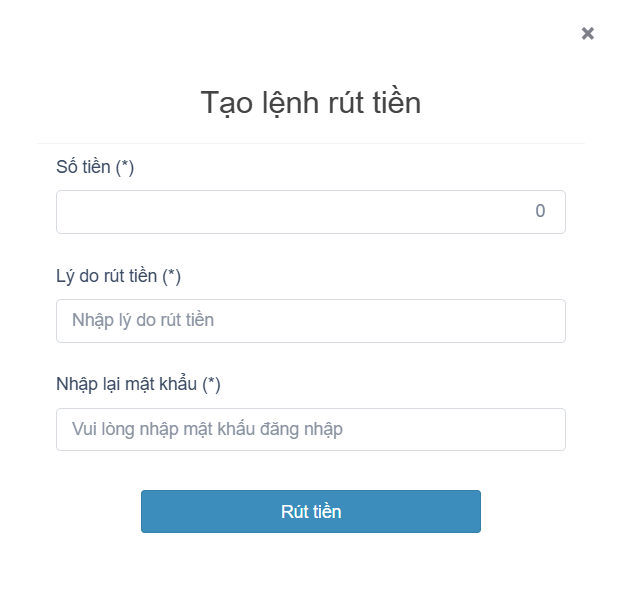 ×
Tạo lệnh rút tiền
Số tiền (*)
0
Lý do rút tiền (*)
Nhập lý do rút tiền
Nhập lại mật khẩu (*)
Vui lòng nhập mật khẩu đăng nhập
Rút tiền